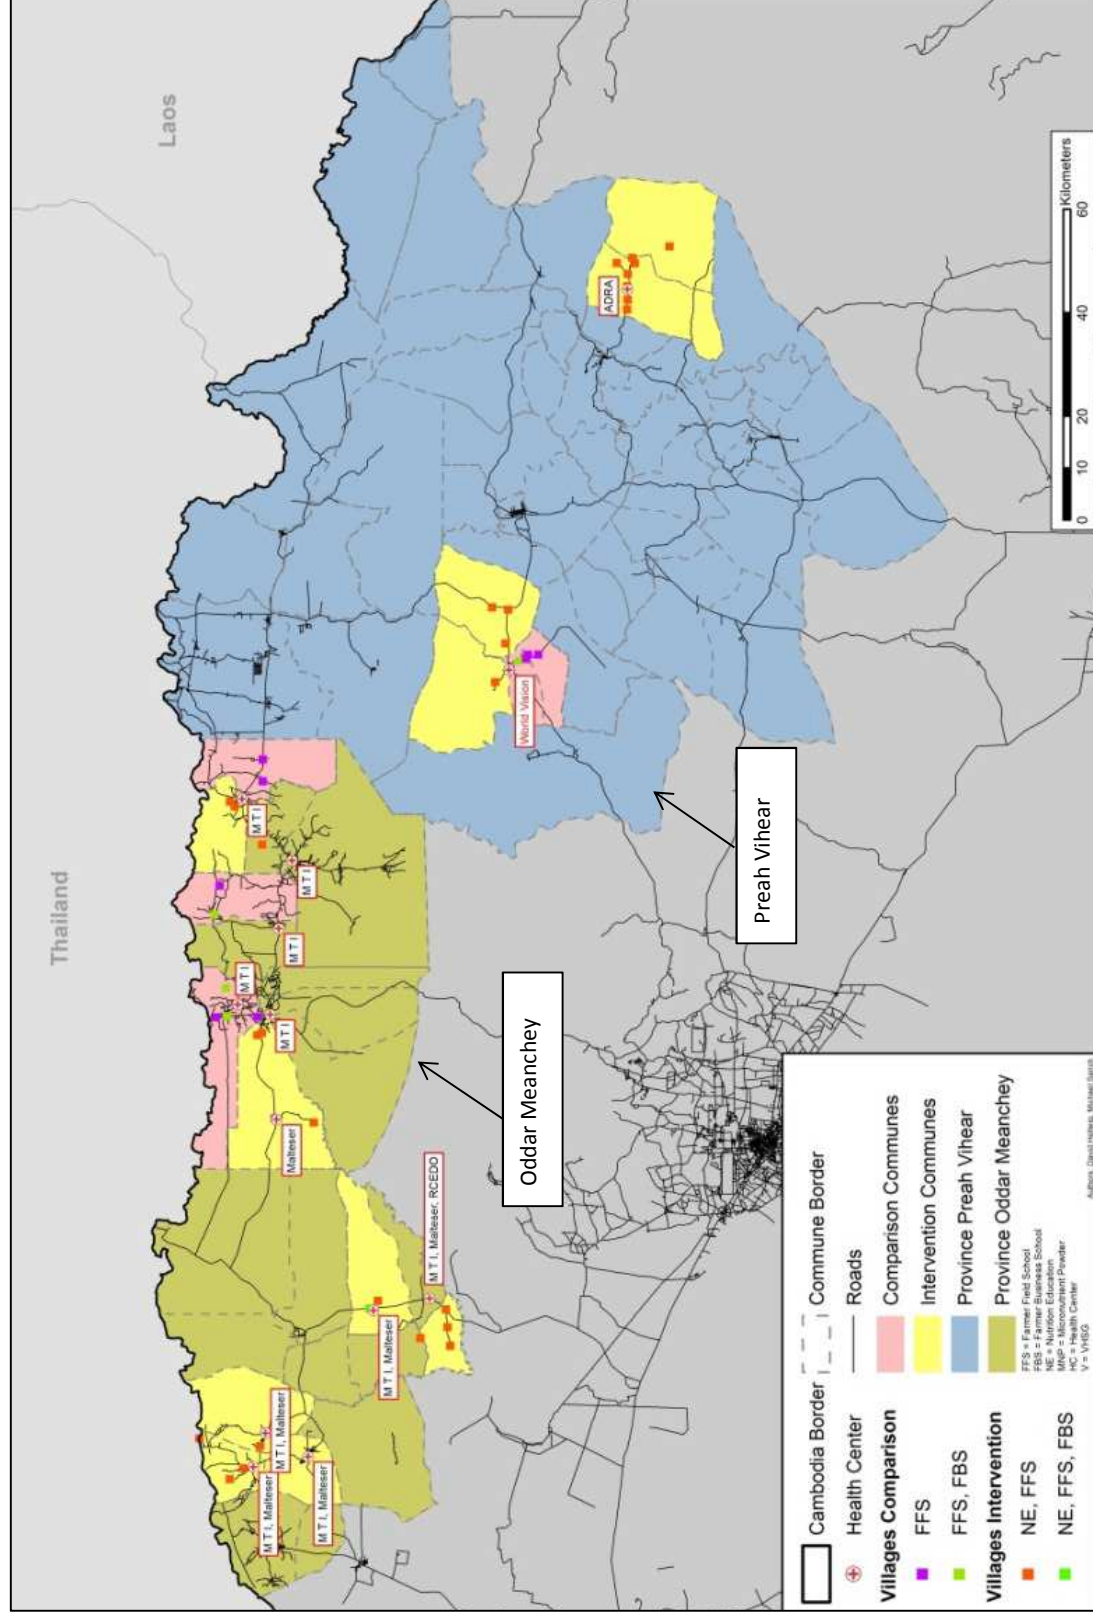 Thailand
Laos
M T I, Malteser
M T I, Malteser
M T I, Malteser
M T I, Malteser
M T I, Malteser, RCEDO
Malteser
M T I
M T I
M T I
M T I
M T I
World Vision
ADRA
Oddar Meanchey
Preah Vihear
Cambodia Border
Health Center
Villages Comparison
FFS
FFS, FBS
Villages Intervention
NE, FFS
NE, FFS, FBS
Commune Border
Roads
Comparison Communes
Intervention Communes
Province Preah Vihear
Province Oddar Meanchey
FFS = Farmer Field School
FBS = Farmer Business School
NE = Nutrition Education
MNP = Micronutrient Powder
HC = Health Center
V = VHSG
0 10 20 40 60
Kilometers